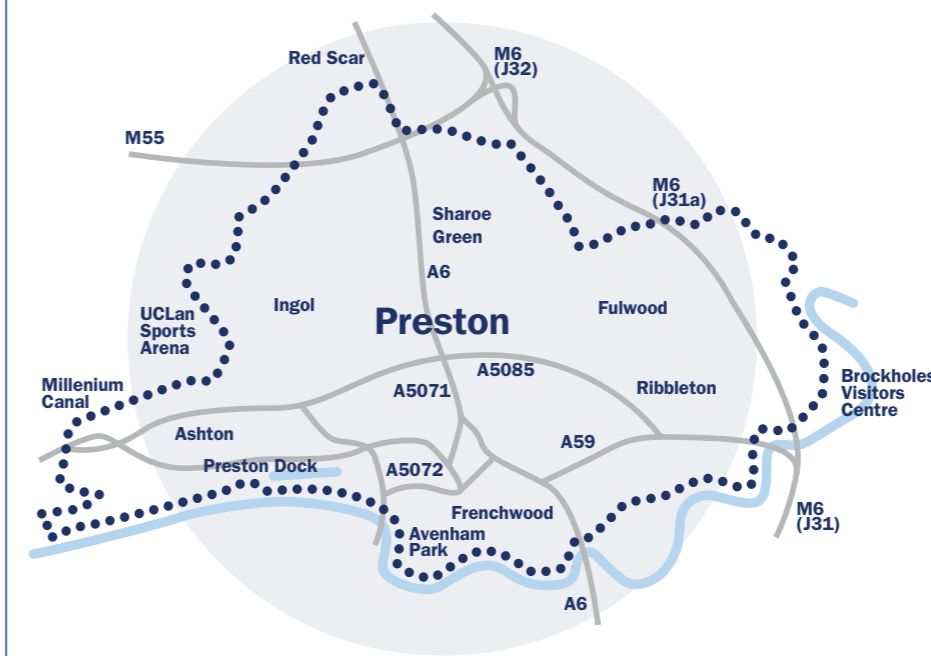 Red Scar
M6
(J32)
M55
M6
(J31a)
Sharoe
Green
A6
Ingol
Preston
Fulwood
UCLan
Sports
Arena
A5085
Millenium
Canal
A5071
Ribbleton
Brockholes
Visitors
Centre
Ashton
A59
Preston Dock
A5072
Frenchwood
M6
(J31)
Avenham
Park
A6